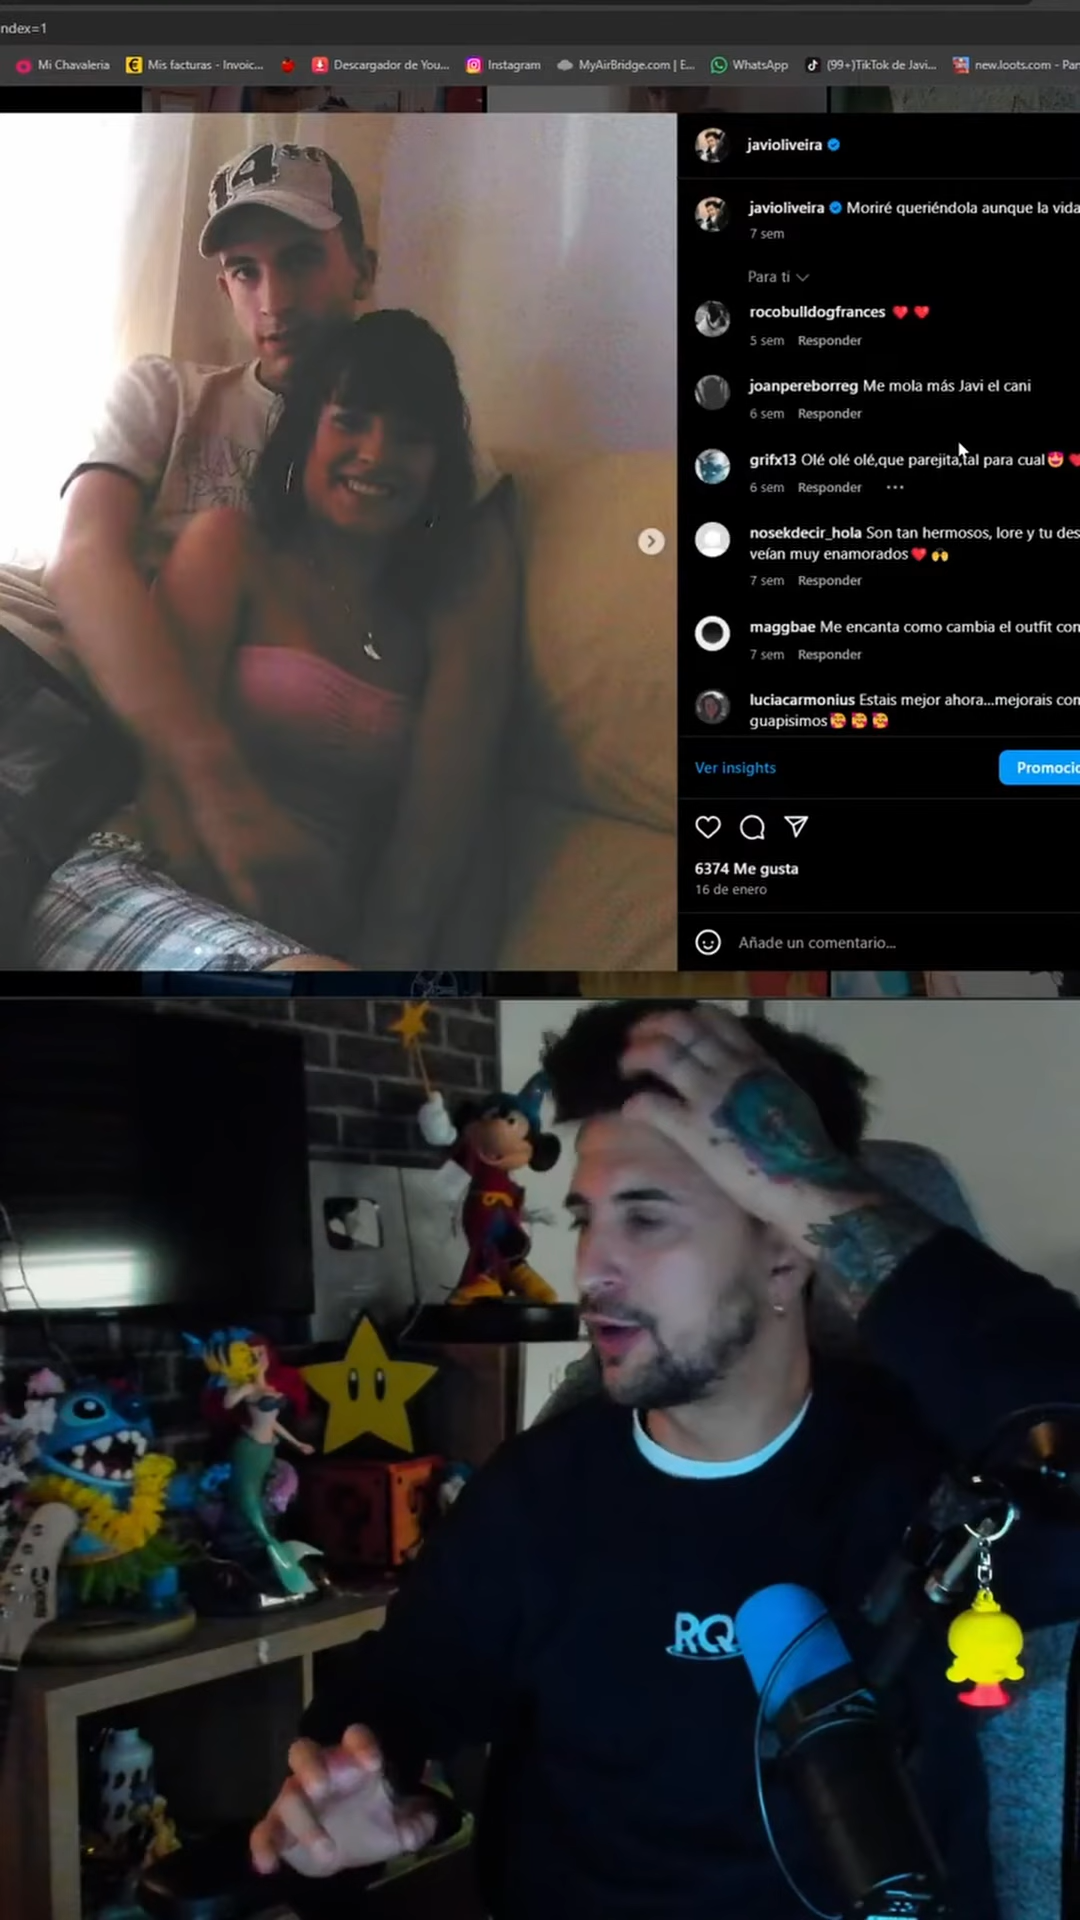 ndex=1
Mi Chavaleria
Mis facturas - Invoic...
Descargador de You...
Instagram
MyAirBridge.com | E...
WhatsApp
(99+)TikTok de Javi...
new.loots.com - Par
14
javioliveira
javioliveira Moriré queriéndola aunque la vida
7 sem
Para ti
rocobulldogfrances ❤️ ❤️
5 sem Responder
joanpereborreg Me mola más Javi el cani
6 sem Responder
grifx13 Olé olé olé,que parejita,tal para cual😍❤️
6 sem Responder ...
nosekdecir_hola Son tan hermosos, lore y tu des
veían muy enamorados❤️🙌
7 sem Responder
maggbae Me encanta como cambia el outfit con
7 sem Responder
luciacarmonius Estais mejor ahora...mejorais con
guapisimos🥰🥰🥰
Ver insights
Promocio
6374 Me gusta
16 de enero
Añade un comentario...
RQ